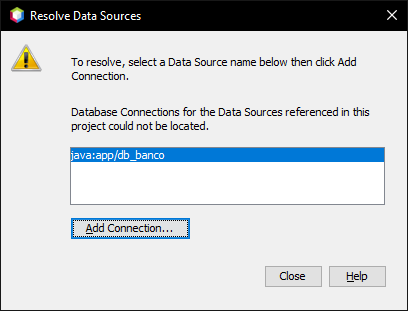 Resolve Data Sources
To resolve, select a Data Source name below then click Add
Connection.
Database Connections for the Data Sources referenced in this
project could not be located.
java:app/db_banco
Add Connection...
Close
Help